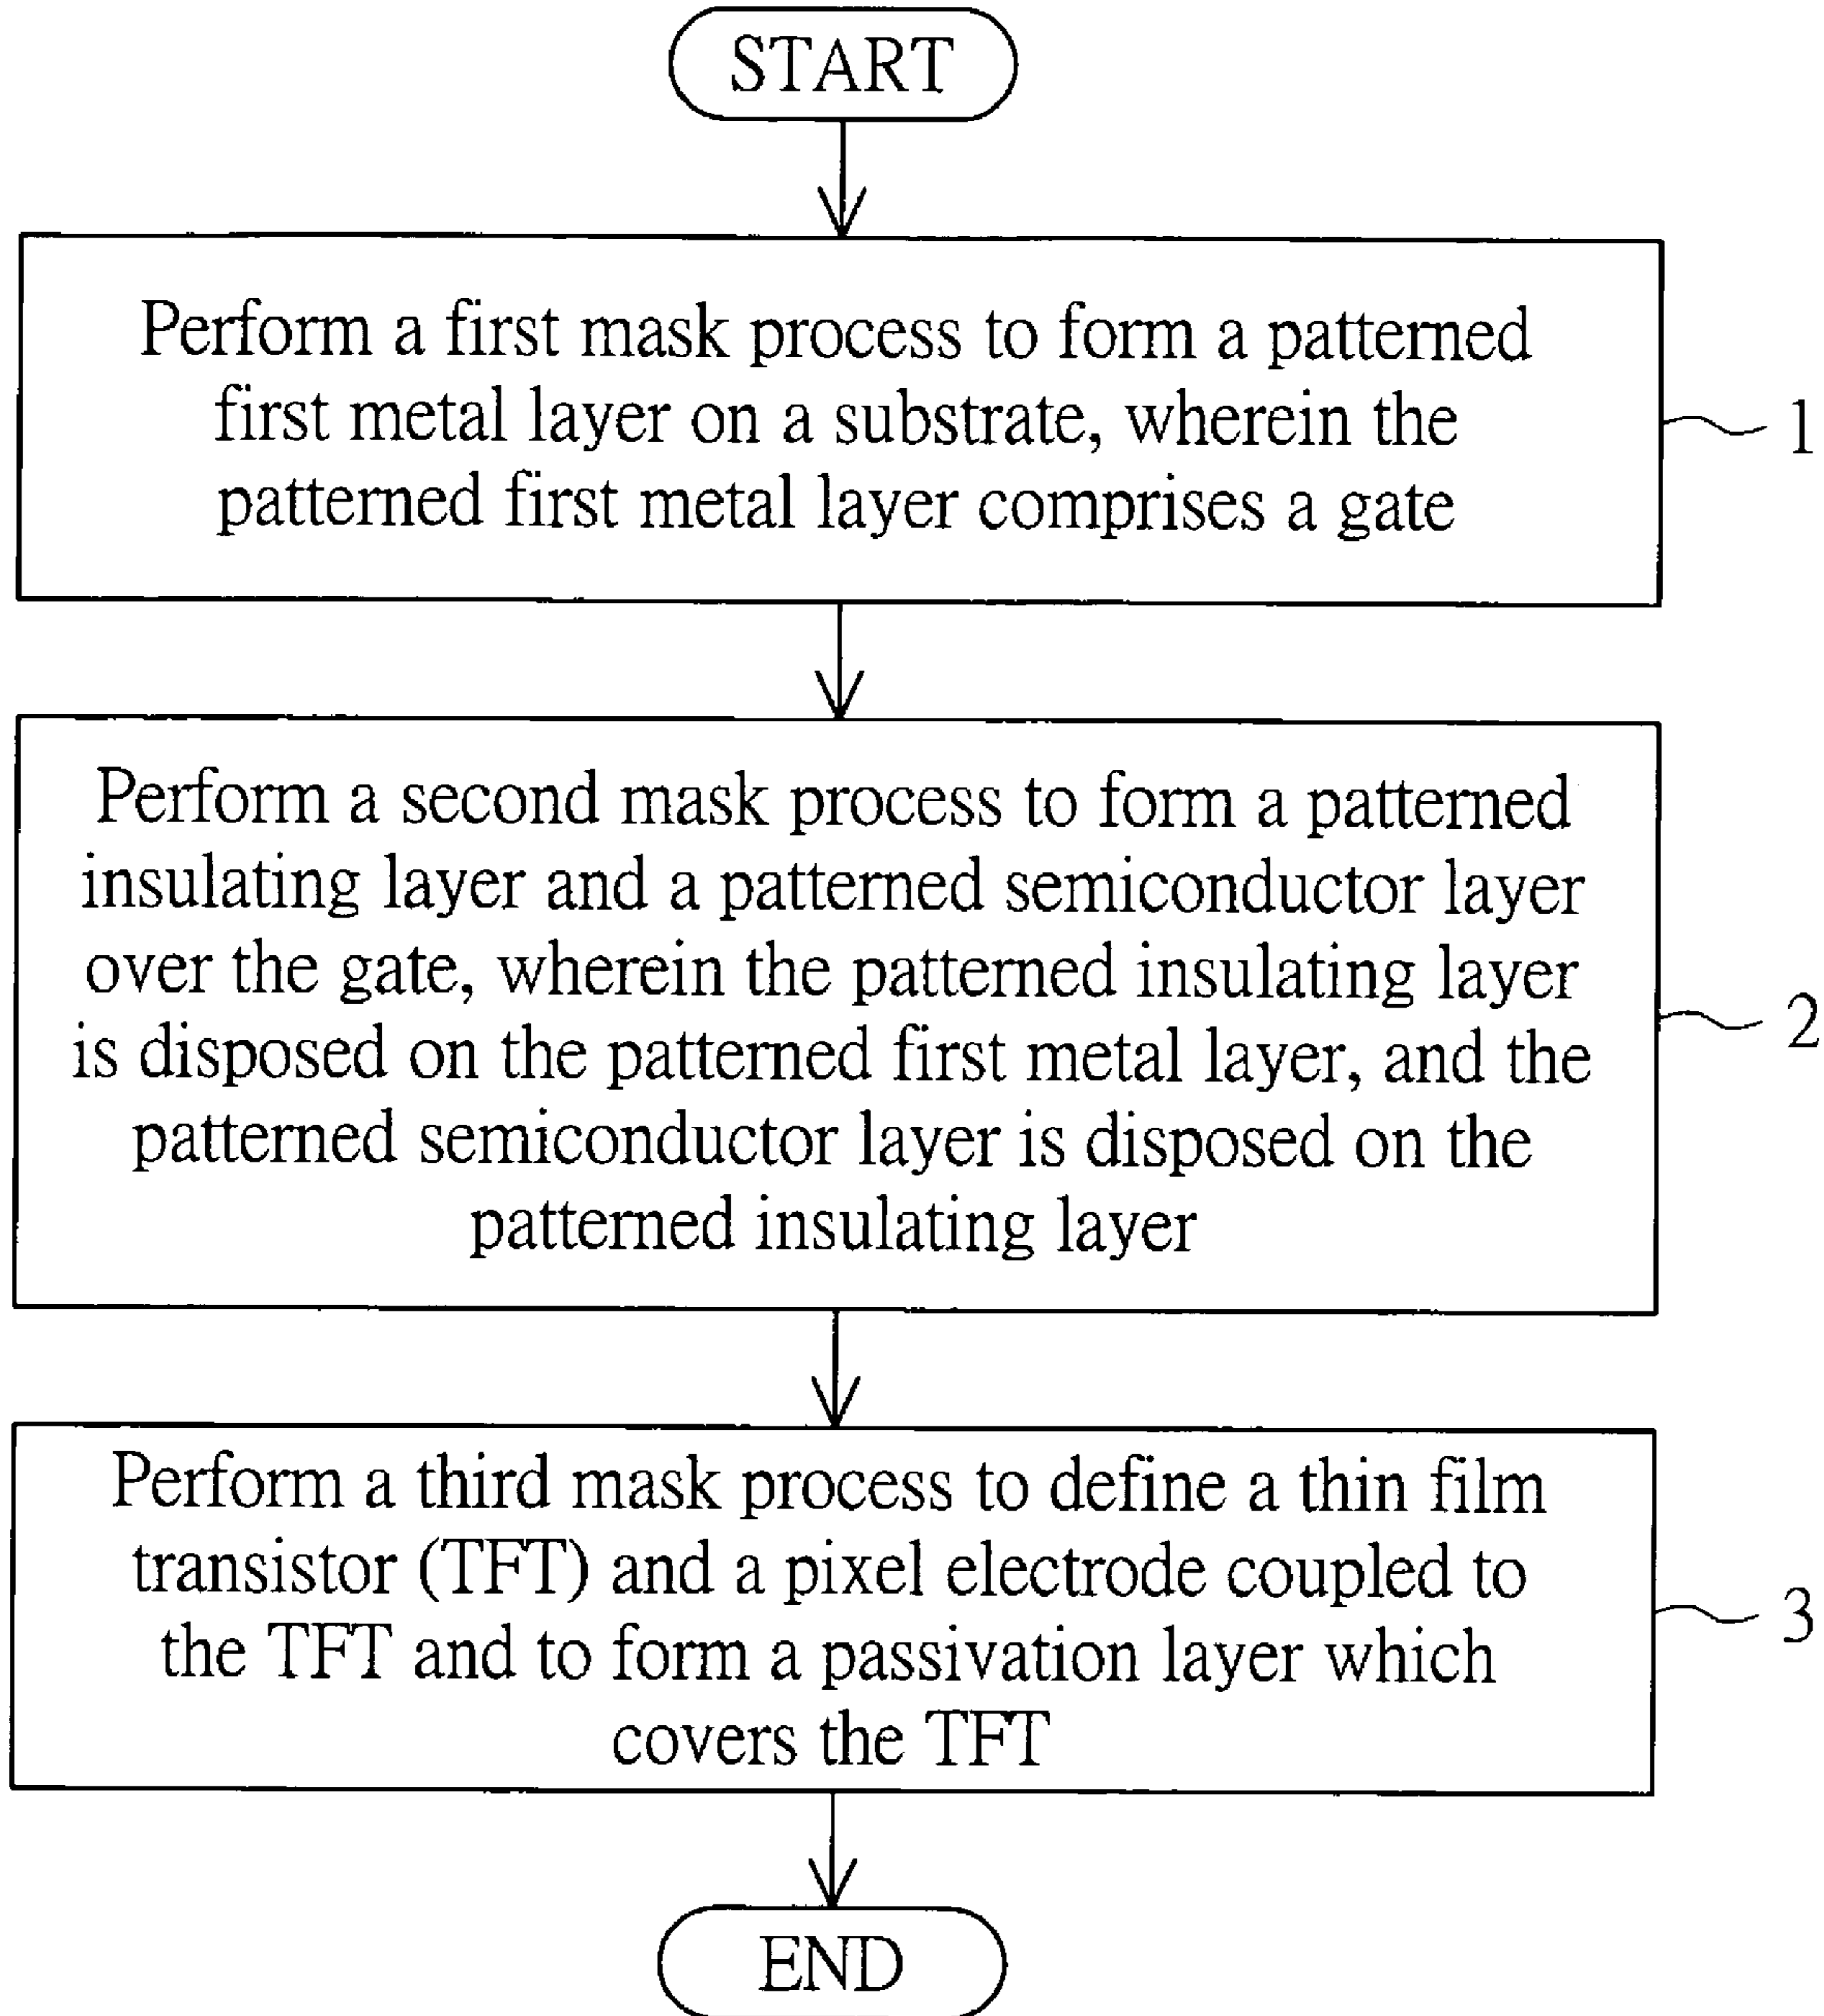 START
Perform a first mask process to form a patterned
first metal layer on a substrate, wherein the
patterned first metal layer comprises a gate
1
Perform a second mask process to form a patterned
insulating layer and a patterned semiconductor layer
over the gate, wherein the patterned insulating layer
is disposed on the patterned first metal layer, and the
patterned semiconductor layer is disposed on the
patterned insulating layer
2
Perform a third mask process to define a thin film
transistor (TFT) and a pixel electrode coupled to
the TFT and to form a passivation layer which
covers the TFT
3
END